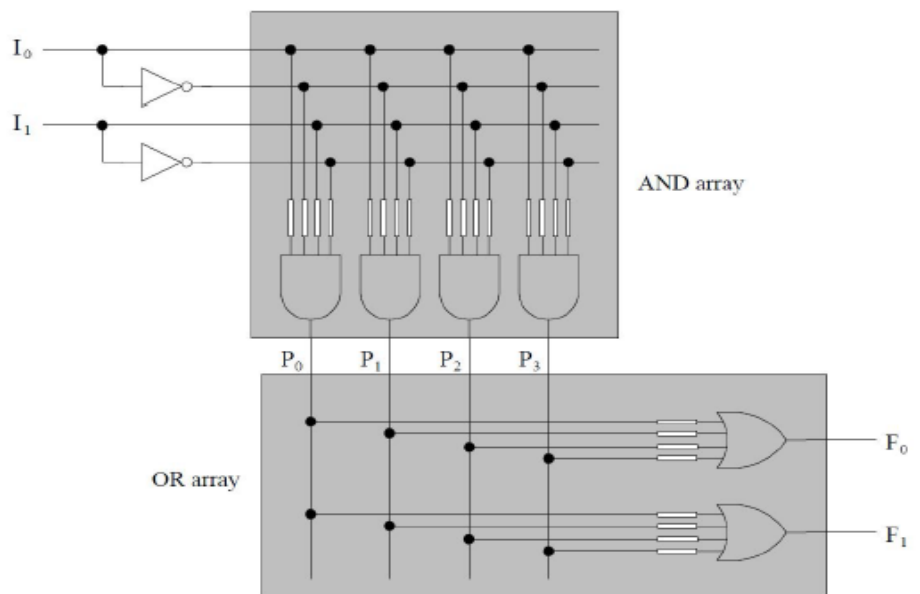 I₀
I₁
AND array
P₀ P₁ P₂ P₃
F₀
OR array
F₁